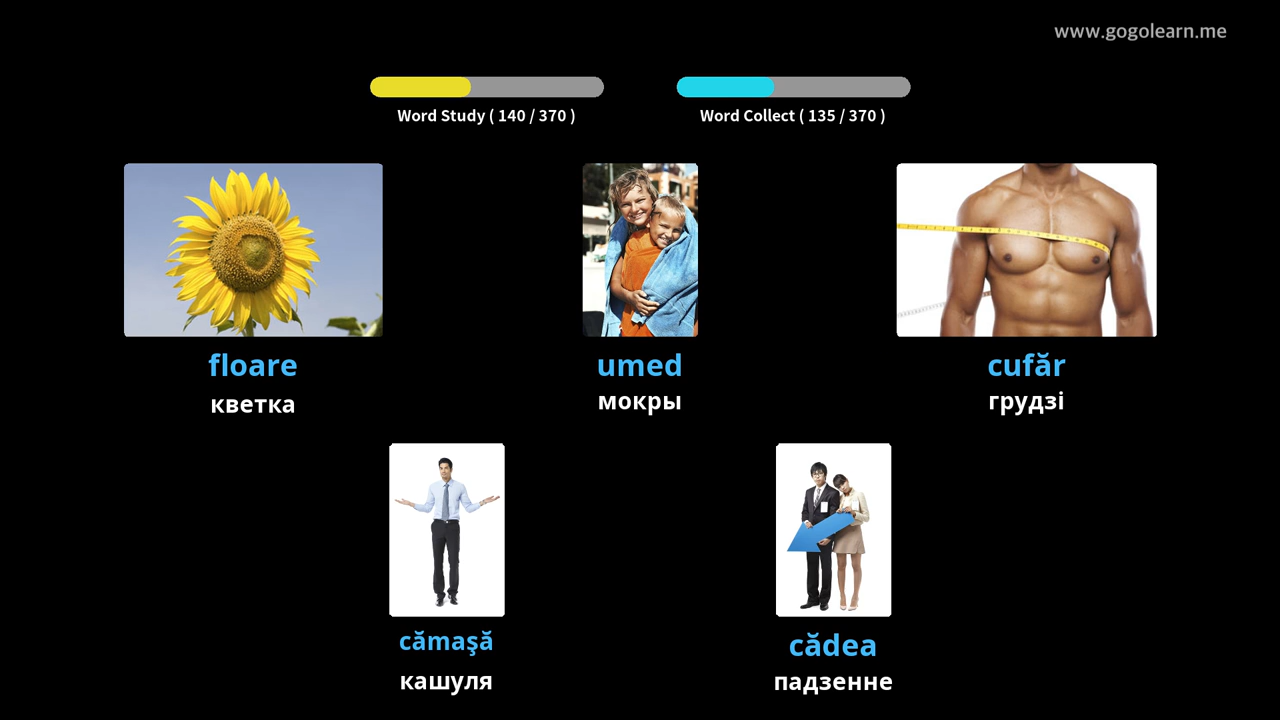 www.gogolearn.me
Word Study ( 140 / 370 )
Word Collect ( 135 / 370 )
floare
кветка
umed
мокры
cufăr
грудзі
cămaşă
кашуля
cădea
падзенне